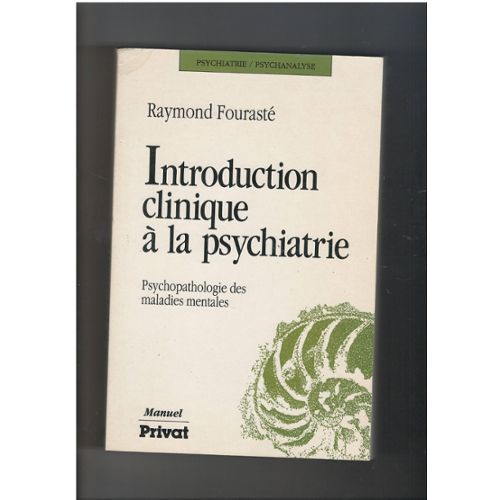 PSYCHIATRIE / PSYCHANALYSE
Raymond Fourasté
Introduction
clinique
à la psychiatrie
Psychopathologie des
maladies mentales
Manuel
Privat